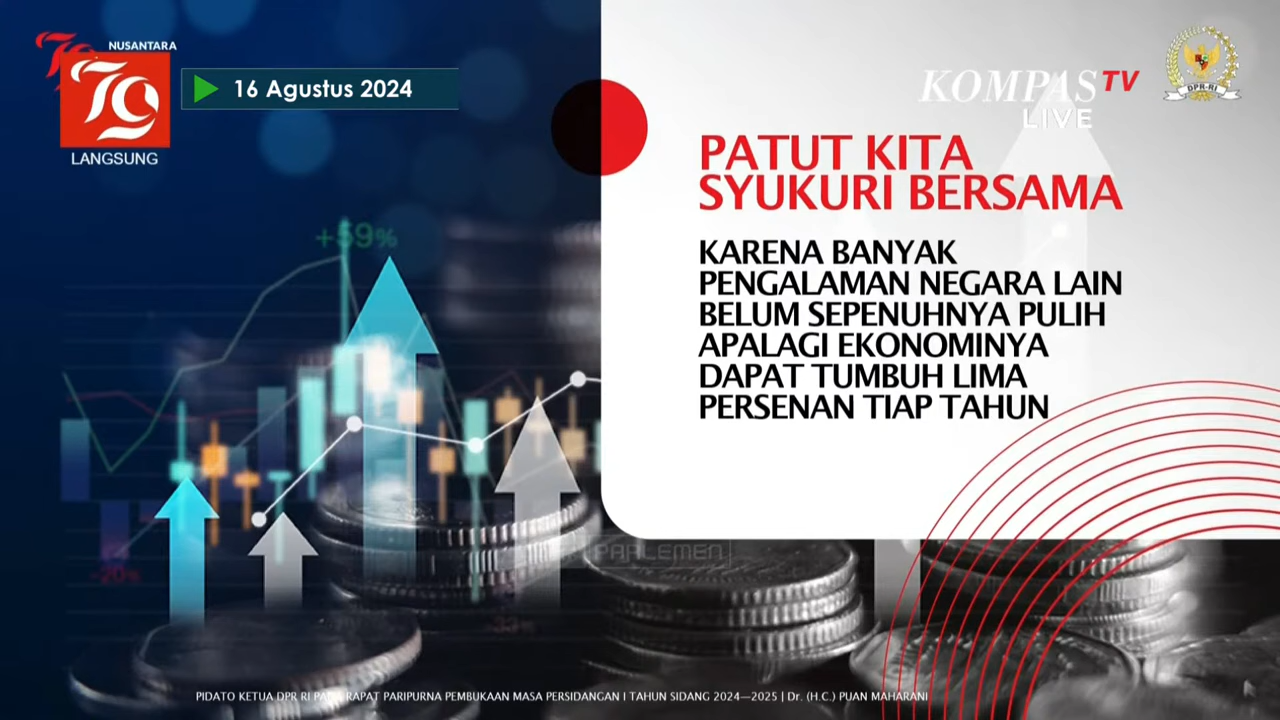 NUSANTARA
79
LANGSUNG
16 Agustus 2024
KOMPAS TV
LIVE
DPR-RI
PATUT KITA
SYUKURI BERSAMA
KARENA BANYAK
PENGALAMAN NEGARA LAIN
BELUM SEPENUHNYA PULIH
APALAGI EKONOMINYA
DAPAT TUMBUH LIMA
PERSENAN TIAP TAHUN
+59%
-20%
PARLEMEN
PIDATO KETUA DPR RI PADA RAPAT PARIPURNA PEMBUKAAN MASA PERSIDANGAN I TAHUN SIDANG 2024—2025 | Dr. (H.C.) PUAN MAHARANI